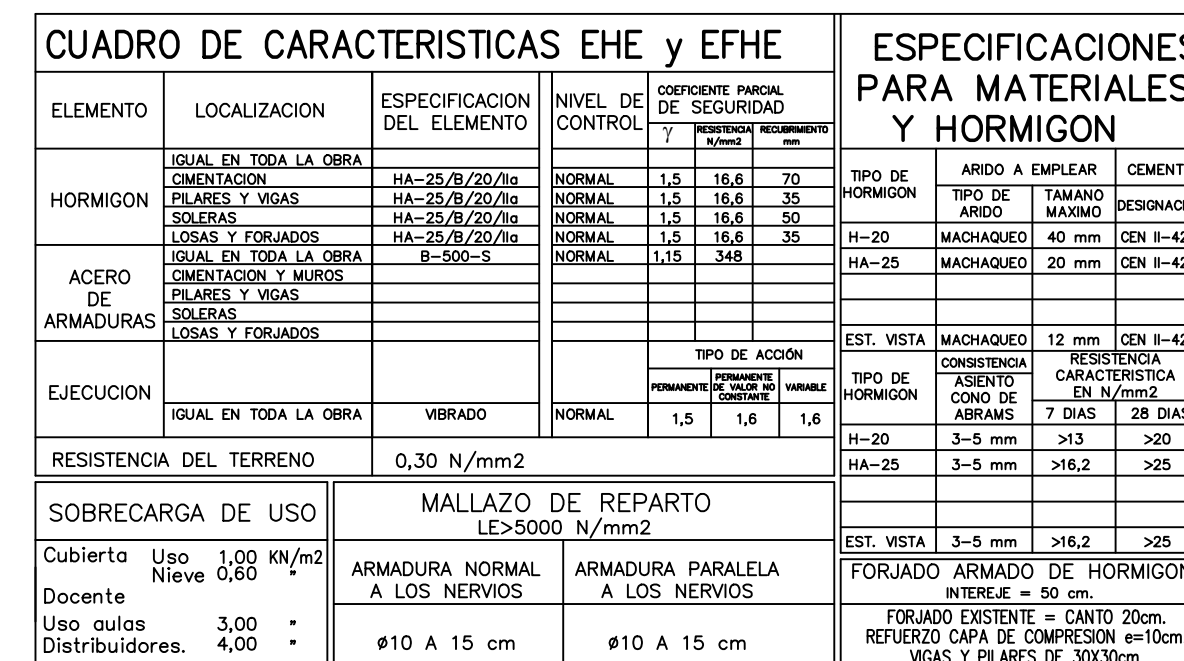 CUADRO DE CARACTERISTICAS EHE y EFHE
ELEMENTO LOCALIZACION ESPECIFICACION DEL ELEMENTO NIVEL DE CONTROL COEFICIENTE PARCIAL DE SEGURIDAD
γ RESISTENCIA N/mm2 RECUBRIMIENTO mm
HORMIGON
IGUAL EN TODA LA OBRA
CIMENTACION HA-25/B/20/IIa NORMAL 1,5 16,6 70
PILARES Y VIGAS HA-25/B/20/IIa NORMAL 1,5 16,6 35
SOLERAS HA-25/B/20/IIa NORMAL 1,5 16,6 50
LOSAS Y FORJADOS HA-25/B/20/IIa NORMAL 1,5 16,6 35
ACERO
DE
ARMADURAS
IGUAL EN TODA LA OBRA B-500-S NORMAL 1,15 348
CIMENTACION Y MUROS
PILARES Y VIGAS
SOLERAS
LOSAS Y FORJADOS
EJECUCION
TIPO DE ACCIÓN
PERMANENTE PERMANENTE DE VALOR NO CONSTANTE VARIABLE
IGUAL EN TODA LA OBRA VIBRADO NORMAL 1,5 1,6 1,6
RESISTENCIA DEL TERRENO 0,30 N/mm2
SOBRECARGA DE USO
Cubierta Uso 1,00 KN/m2
Nieve 0,60 "
Docente
Uso aulas 3,00 "
Distribuidores. 4,00 "
MALLAZO DE REPARTO
LE>5000 N/mm2
ARMADURA NORMAL
A LOS NERVIOS
ø10 A 15 cm
ARMADURA PARALELA
A LOS NERVIOS
ø10 A 15 cm
ESPECIFICACIONES
PARA MATERIALES
Y HORMIGON
TIPO DE HORMIGON ARIDO A EMPLEAR CEMENT
TIPO DE ARIDO TAMANO MAXIMO DESIGNACI
H-20 MACHAQUEO 40 mm CEN II-42
HA-25 MACHAQUEO 20 mm CEN II-42
EST. VISTA MACHAQUEO 12 mm CEN II-42
TIPO DE HORMIGON CONSISTENCIA RESISTENCIA CARACTERISTICA EN N/mm2
ASIENTO CONO DE ABRAMS 7 DIAS 28 DIAS
H-20 3-5 mm >13 >20
HA-25 3-5 mm >16,2 >25
EST. VISTA 3-5 mm >16,2 >25
FORJADO ARMADO DE HORMIGON
INTEREJE = 50 cm.
FORJADO EXISTENTE = CANTO 20cm.
REFUERZO CAPA DE COMPRESION e=10cm
VIGAS Y PILARES DE 30X30cm